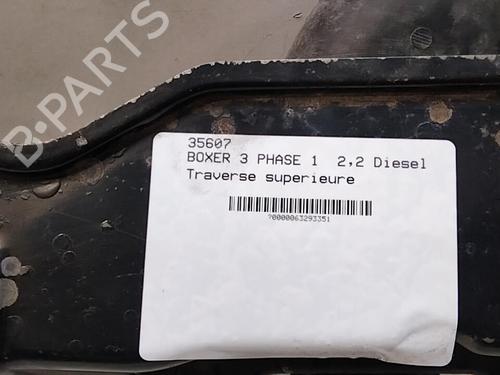 B-PARTS
35607
BOXER 3 PHASE 1 2,2 Diesel
Traverse superieure
?0000063293351